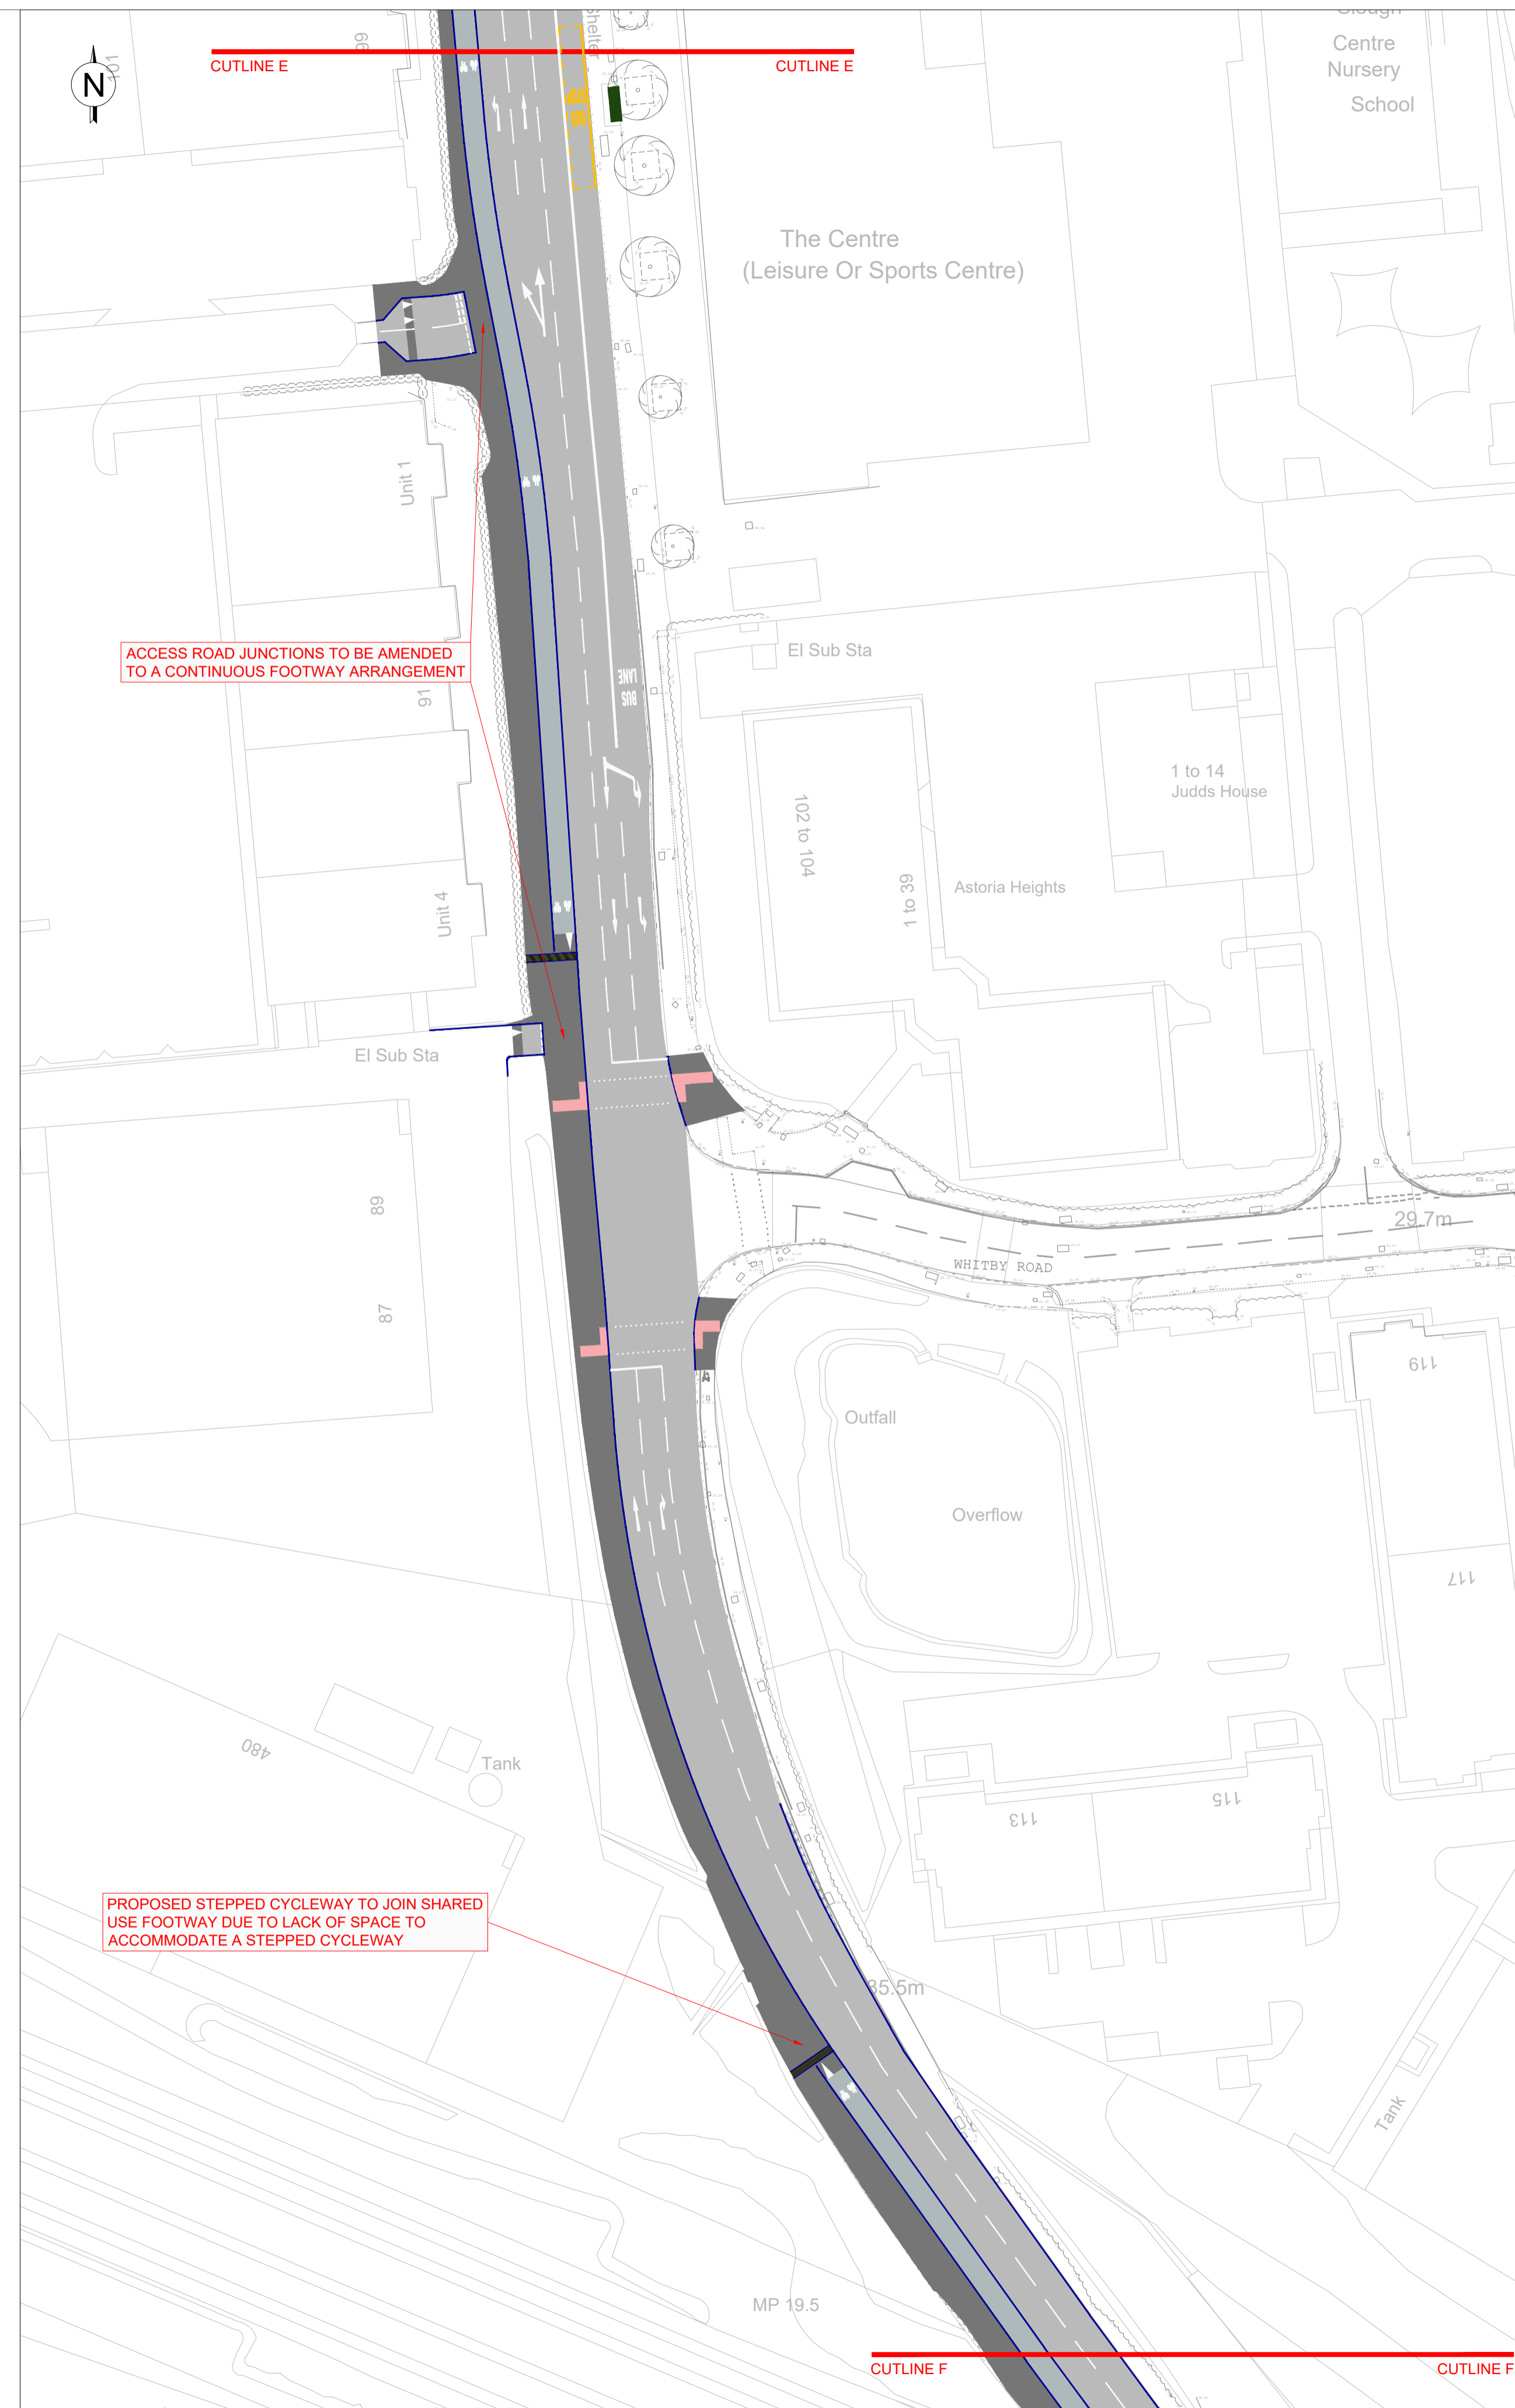 Slough
Centre
Nursery
School
Shelter
99
101
CUTLINE E
CUTLINE E
N
BUS
STOP
The Centre
(Leisure Or Sports Centre)
Unit 1
El Sub Sta
ACCESS ROAD JUNCTIONS TO BE AMENDED
TO A CONTINUOUS FOOTWAY ARRANGEMENT
91
BUS
LANE
1 to 14
Judds House
102 to 104
1 to 39
Astoria Heights
Unit 4
El Sub Sta
89
29.7m
WHITBY ROAD
87
119
Outfall
Overflow
117
480
Tank
113
115
PROPOSED STEPPED CYCLEWAY TO JOIN SHARED
USE FOOTWAY DUE TO LACK OF SPACE TO
ACCOMMODATE A STEPPED CYCLEWAY
35.5m
Tank
MP 19.5
CUTLINE F
CUTLINE F